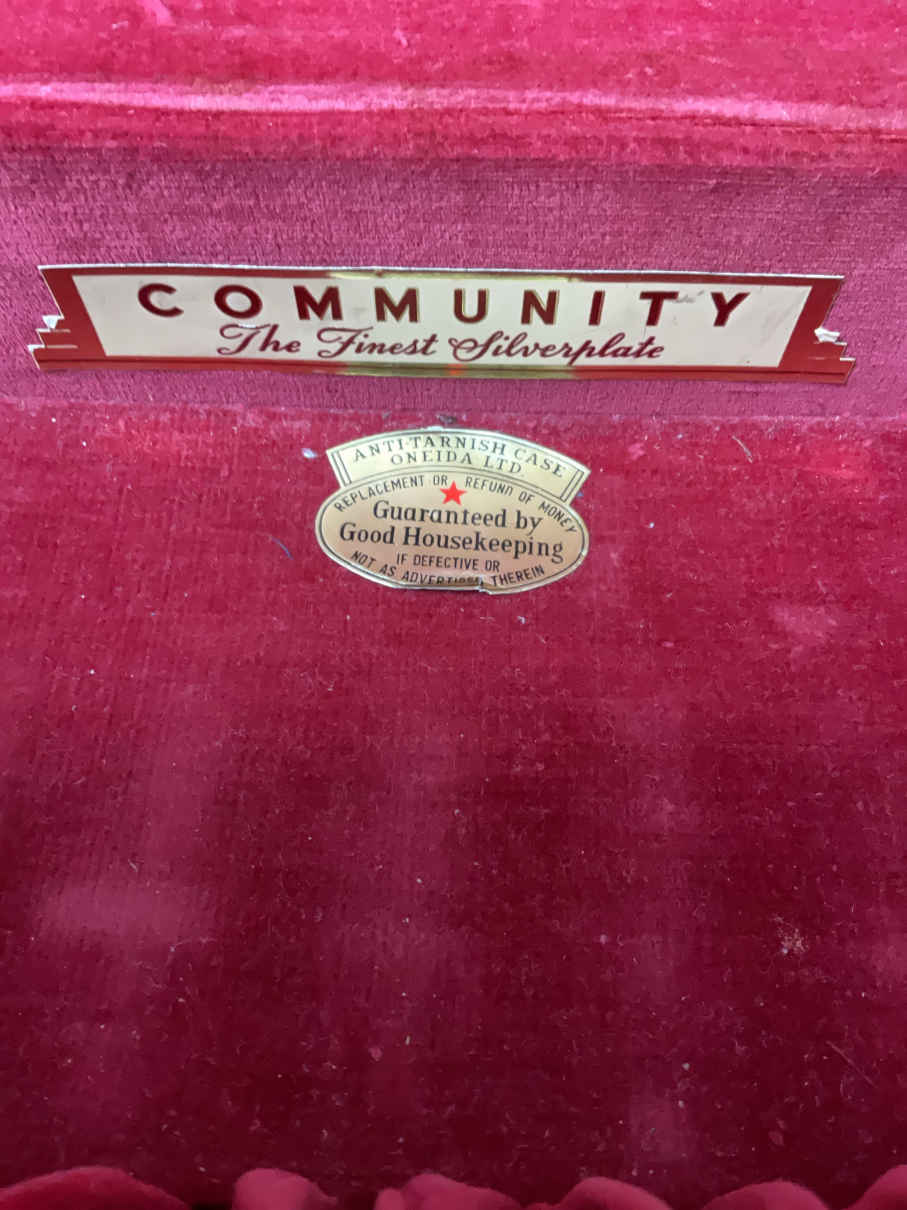 COMMUNITY
The Finest Silverplate
ANTI-TARNISH CASE
ONEIDA LTD.
REPLACEMENT OR REFUND OF MONEY
Guaranteed by
Good Housekeeping
IF DEFECTIVE OR
NOT AS ADVERTISED THEREIN